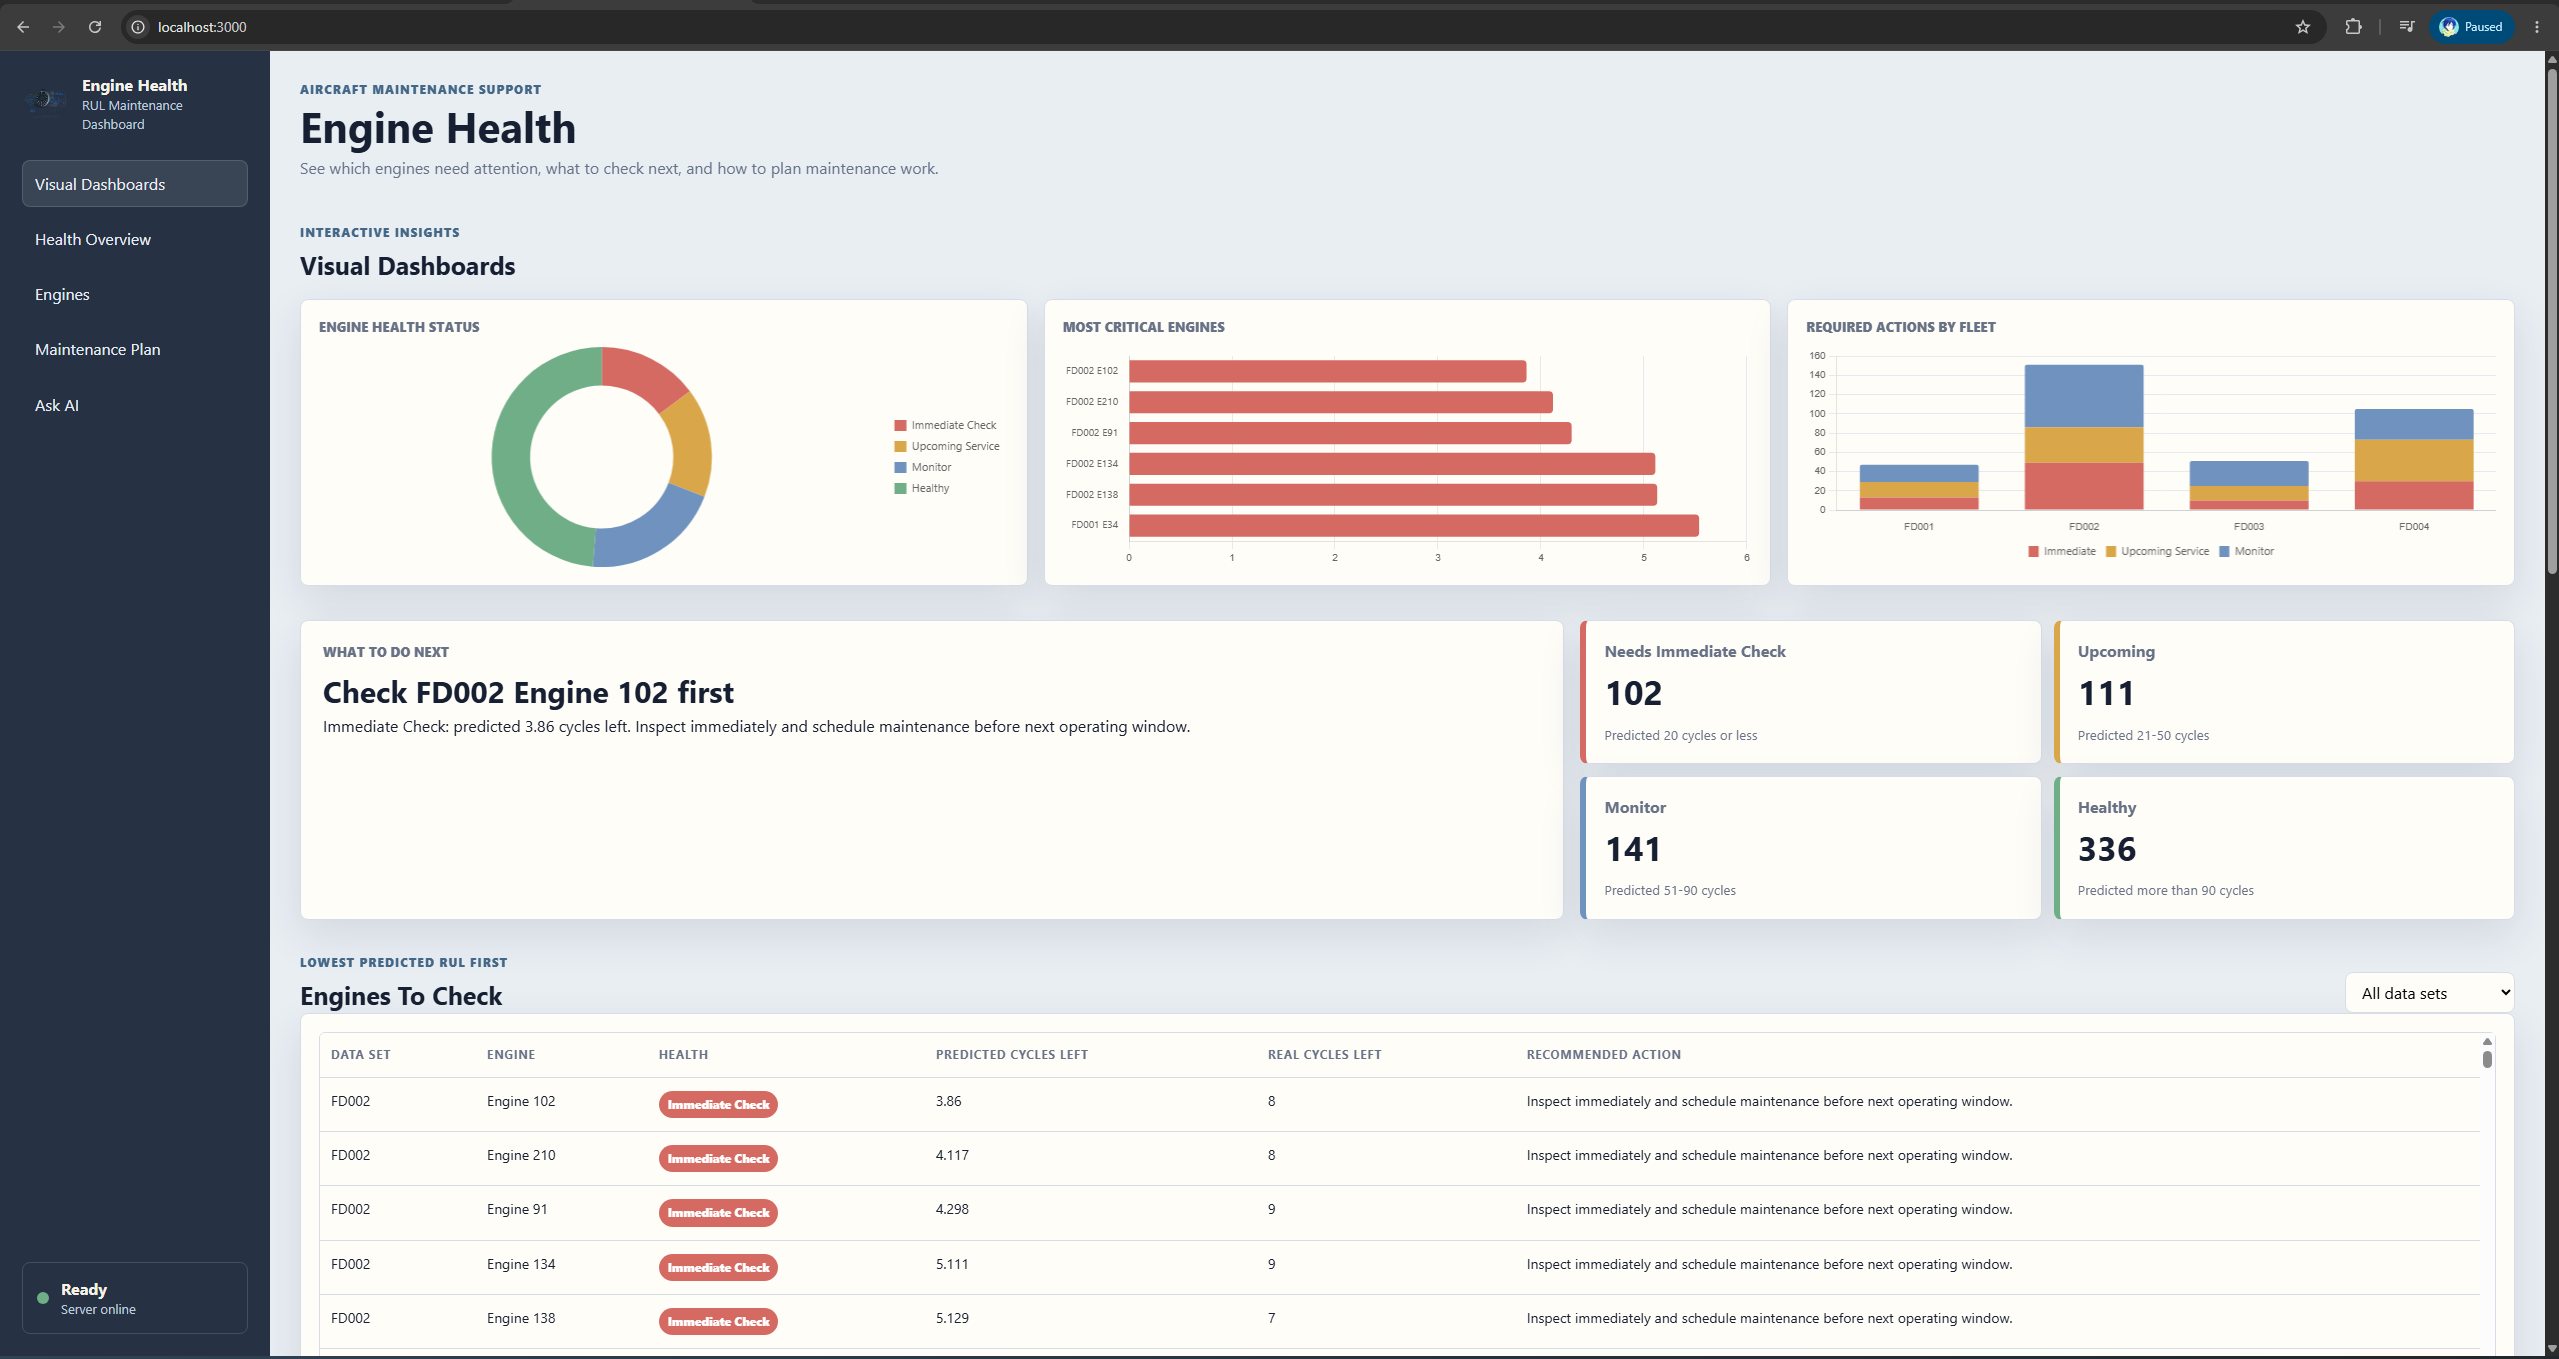 localhost:3000
Paused
Engine Health
RUL Maintenance
Dashboard
Visual Dashboards
Health Overview
Engines
Maintenance Plan
Ask AI
Ready
Server online
AIRCRAFT MAINTENANCE SUPPORT
Engine Health
See which engines need attention, what to check next, and how to plan maintenance work.
INTERACTIVE INSIGHTS
Visual Dashboards
ENGINE HEALTH STATUS
Immediate Check
Upcoming Service
Monitor
Healthy
MOST CRITICAL ENGINES
FD002 E102
FD002 E210
FD002 E91
FD002 E134
FD002 E138
FD001 E34
0 1 2 3 4 5 6
REQUIRED ACTIONS BY FLEET
160
140
120
100
80
60
40
20
0
FD001 FD002 FD003 FD004
Immediate Upcoming Service Monitor
WHAT TO DO NEXT
Check FD002 Engine 102 first
Immediate Check: predicted 3.86 cycles left. Inspect immediately and schedule maintenance before next operating window.
Needs Immediate Check
102
Predicted 20 cycles or less
Upcoming
111
Predicted 21-50 cycles
Monitor
141
Predicted 51-90 cycles
Healthy
336
Predicted more than 90 cycles
LOWEST PREDICTED RUL FIRST
Engines To Check
All data sets
DATA SET ENGINE HEALTH PREDICTED CYCLES LEFT REAL CYCLES LEFT RECOMMENDED ACTION
FD002 Engine 102 Immediate Check 3.86 8 Inspect immediately and schedule maintenance before next operating window.
FD002 Engine 210 Immediate Check 4.117 8 Inspect immediately and schedule maintenance before next operating window.
FD002 Engine 91 Immediate Check 4.298 9 Inspect immediately and schedule maintenance before next operating window.
FD002 Engine 134 Immediate Check 5.111 9 Inspect immediately and schedule maintenance before next operating window.
FD002 Engine 138 Immediate Check 5.129 7 Inspect immediately and schedule maintenance before next operating window.